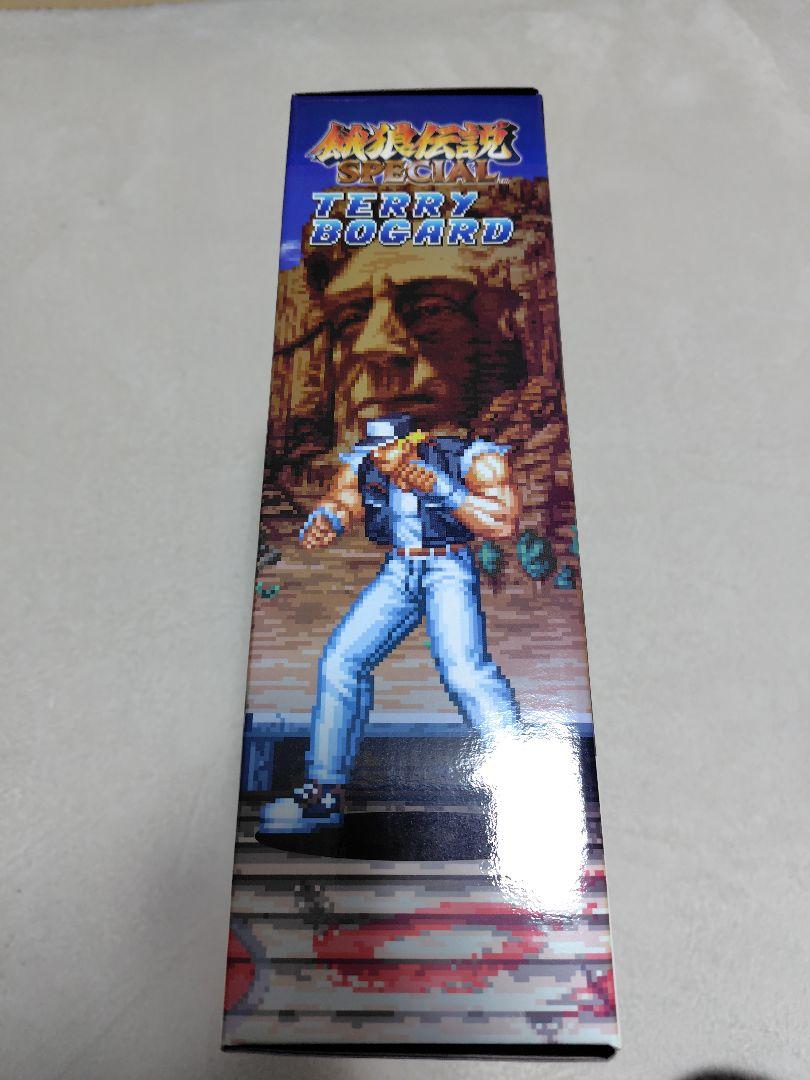 餓狼伝説
SPECIAL
TERRY
BOGARD